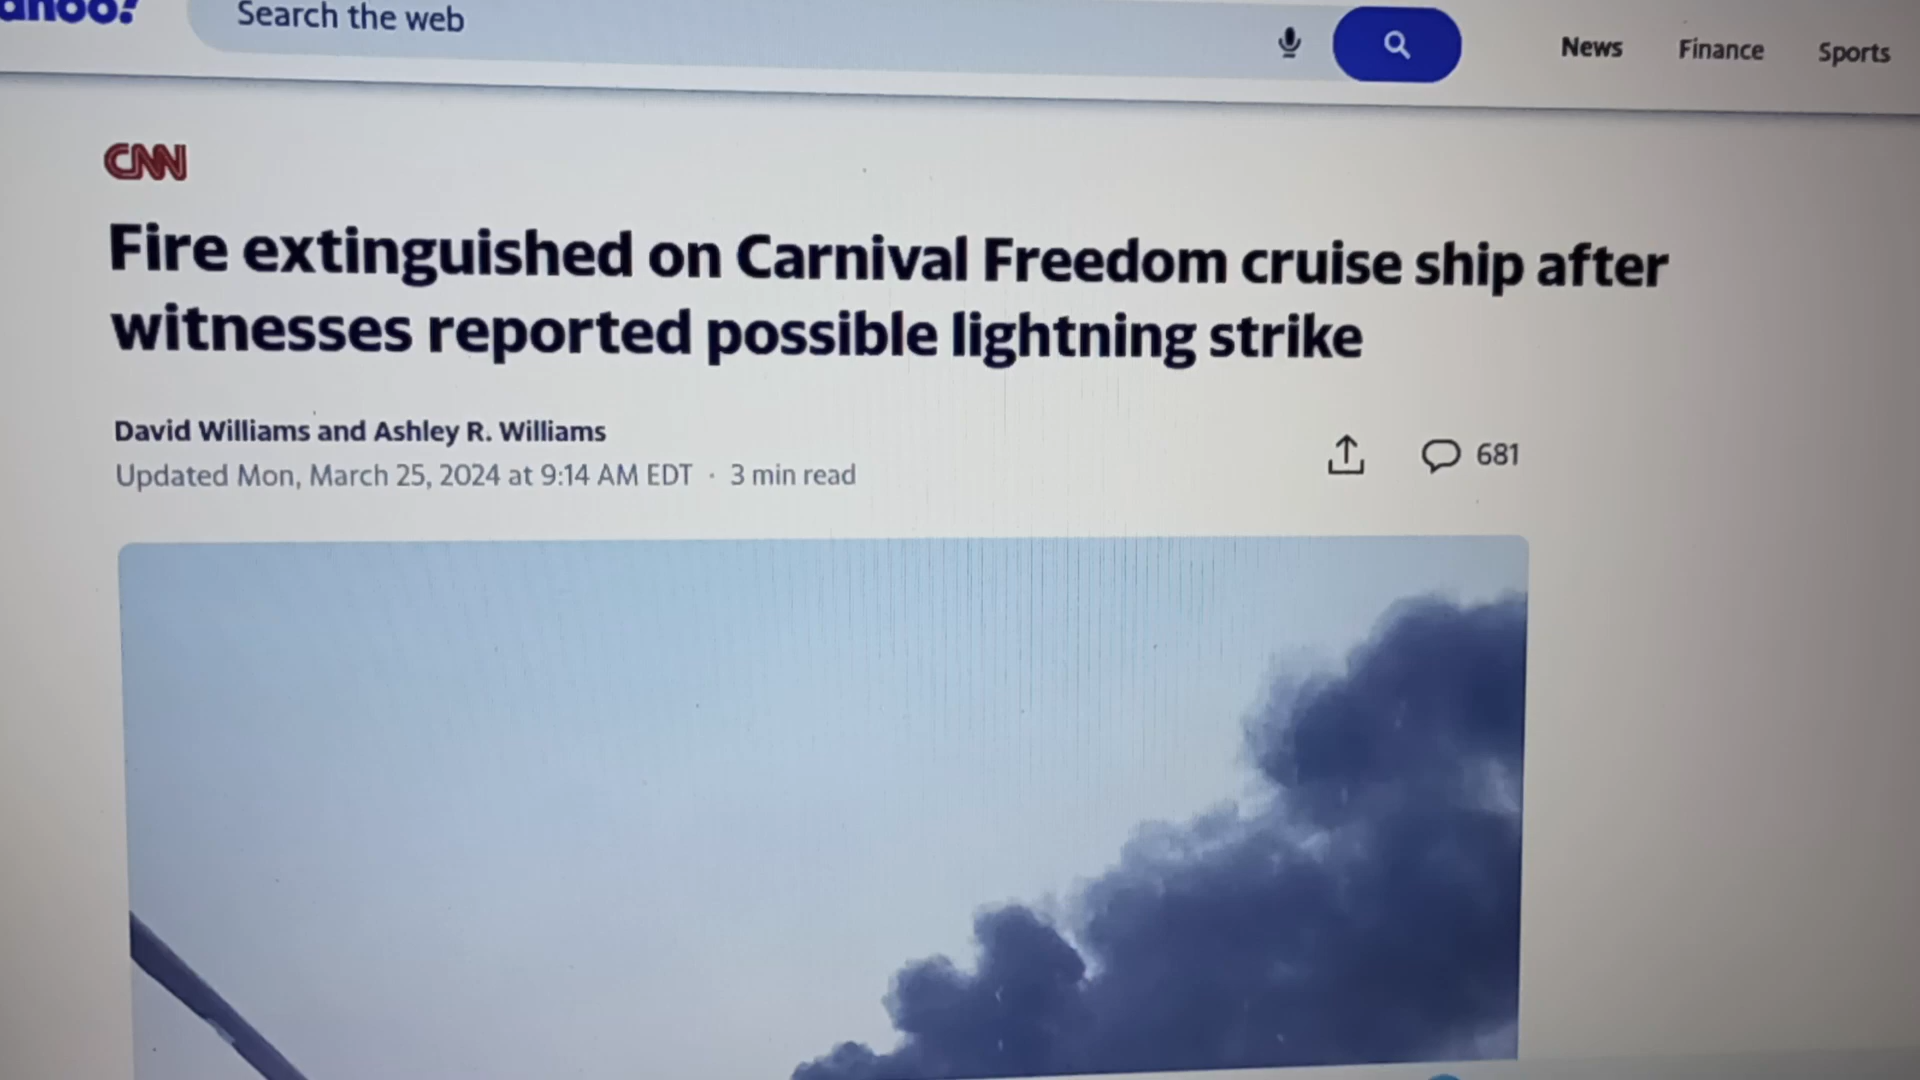 Search the web
News
Finance
Sports
CNN
Fire extinguished on Carnival Freedom cruise ship after
witnesses reported possible lightning strike
David Williams and Ashley R. Williams
Updated Mon, March 25, 2024 at 9:14 AM EDT · 3 min read
681